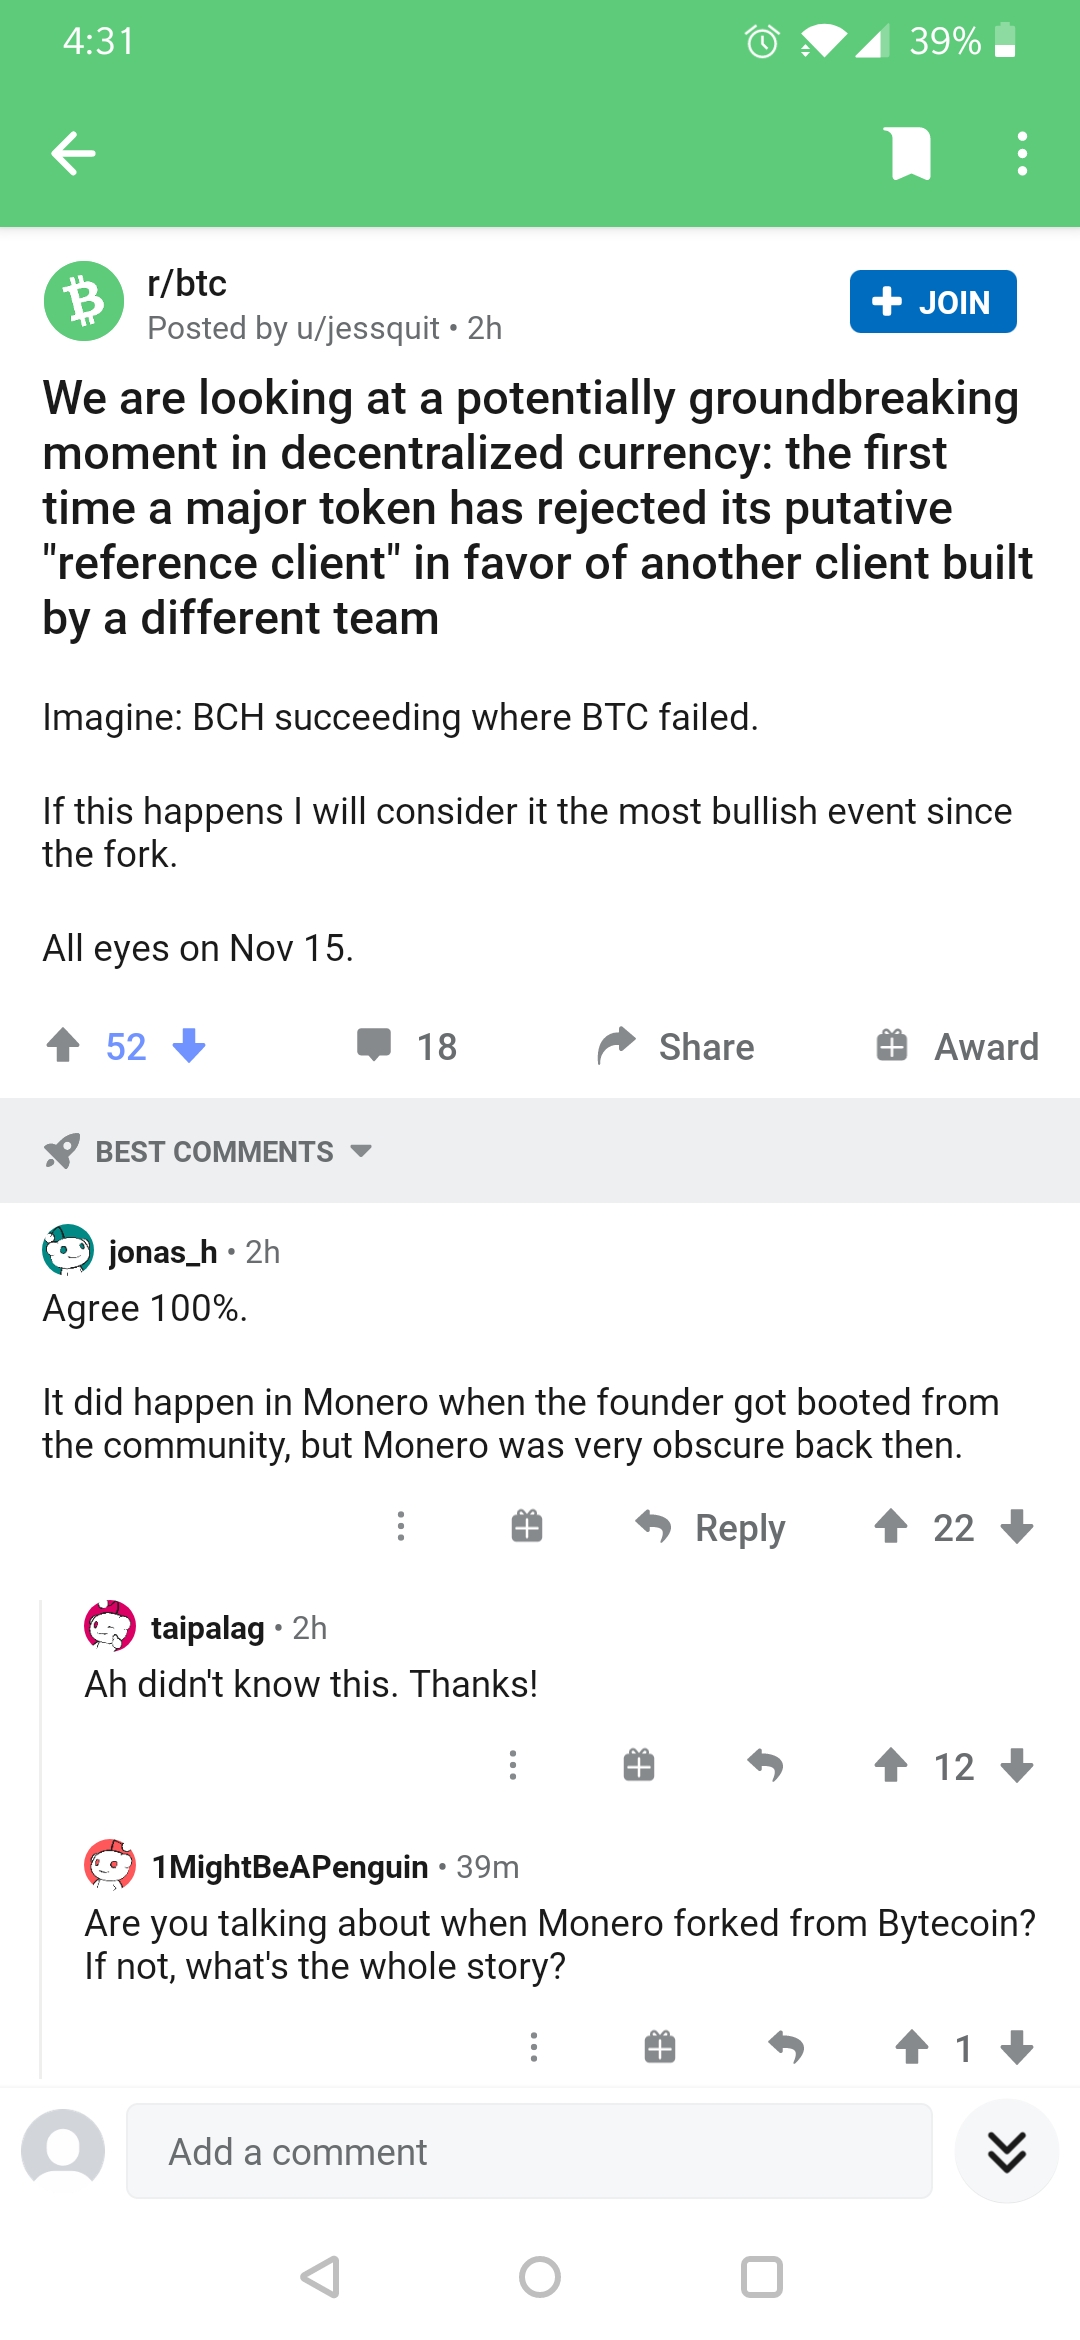 4:31
39%
r/btc
Posted by u/jessquit • 2h
JOIN
We are looking at a potentially groundbreaking
moment in decentralized currency: the first
time a major token has rejected its putative
"reference client" in favor of another client built
by a different team
Imagine: BCH succeeding where BTC failed.
If this happens I will consider it the most bullish event since
the fork.
All eyes on Nov 15.
52
18
Share
Award
BEST COMMENTS
jonas_h • 2h
Agree 100%.
It did happen in Monero when the founder got booted from
the community, but Monero was very obscure back then.
Reply
22
taipalag • 2h
Ah didn't know this. Thanks!
12
1MightBeAPenguin • 39m
Are you talking about when Monero forked from Bytecoin?
If not, what's the whole story?
1
Add a comment